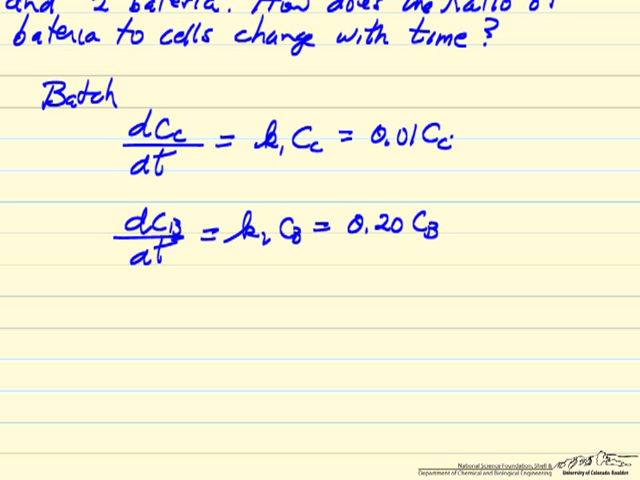 and 2 bateria. How does the ratio of
bateria to cells change with time?
Batch
dCc/dt = k₁ Cc = 0.01 Cc
dCB/dt = k₂ CB = 0.20 CB
National Science Foundation, Shell &
Department of Chemical and Biological Engineering
University of Colorado Boulder